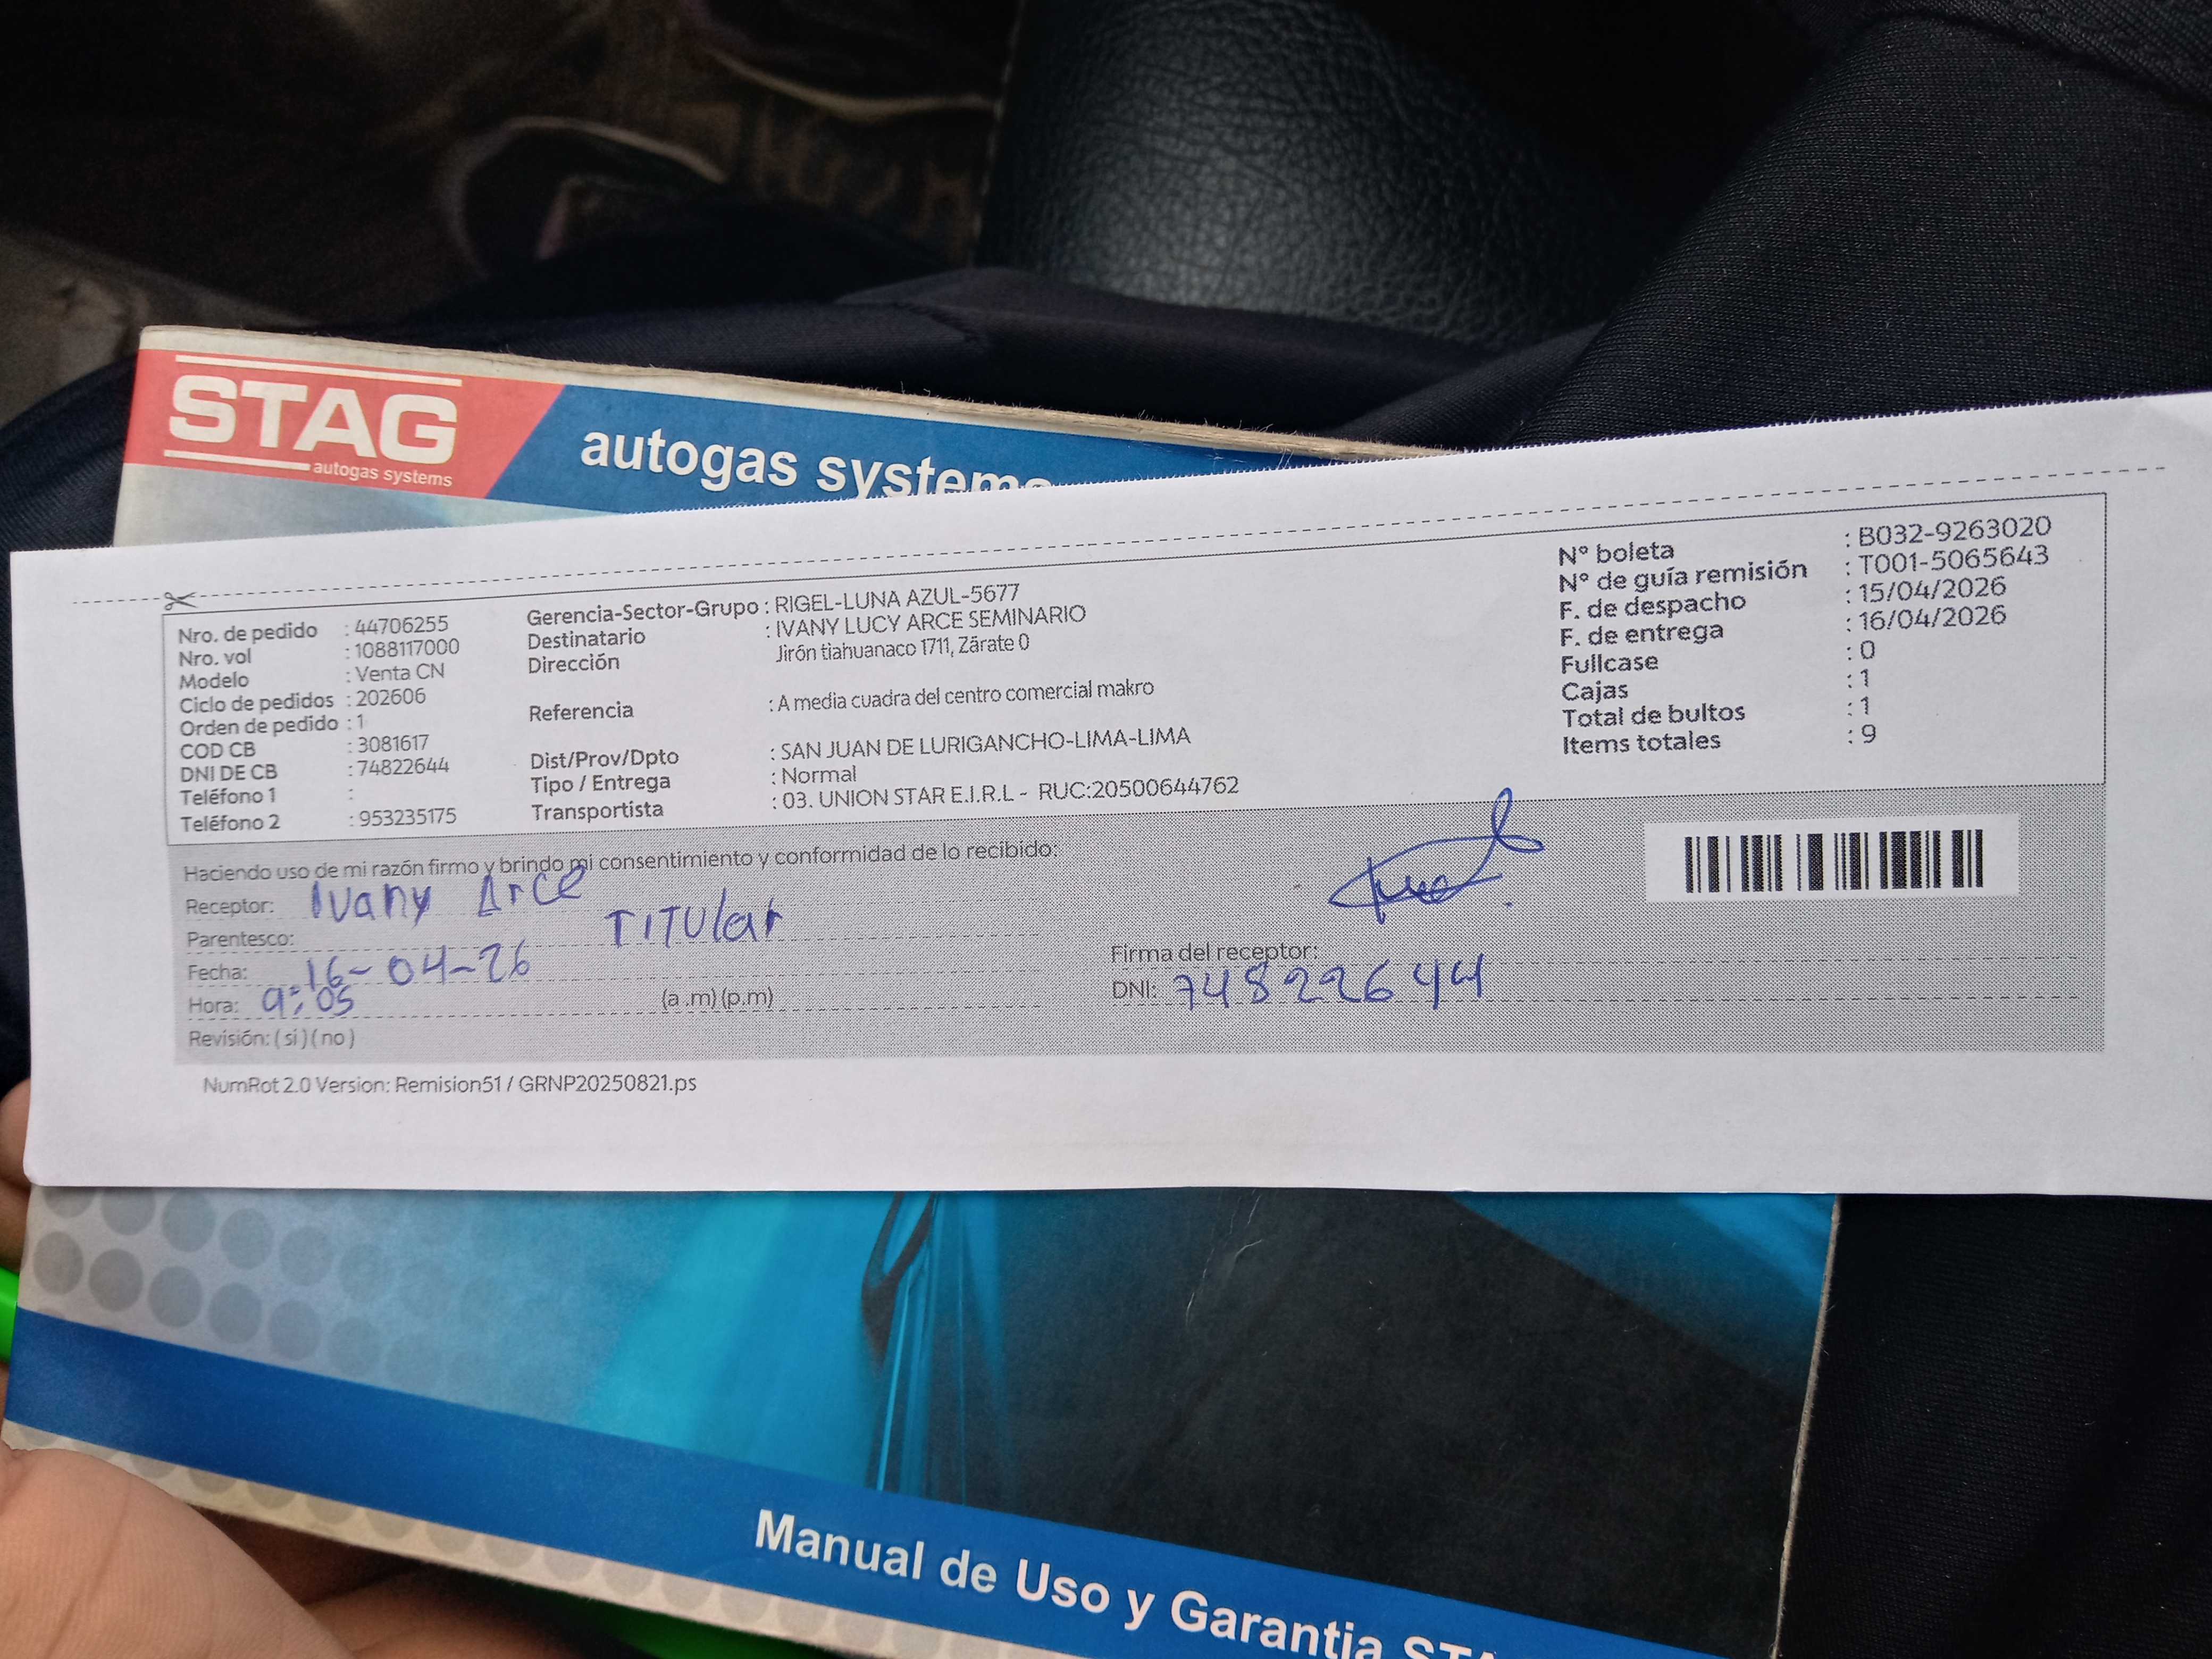 STAG
autogas systems
autogas systems
Nro. de pedido : 44706255
Nro. vol : 1088117000
Modelo : Venta CN
Ciclo de pedidos : 202606
Orden de pedido : 1
COD CB : 3081617
DNI DE CB : 74822644
Teléfono 1 :
Teléfono 2 : 953235175
Gerencia-Sector-Grupo : RIGEL-LUNA AZUL-5677
Destinatario : IVANY LUCY ARCE SEMINARIO
Dirección Jirón tiahuanaco 1711, Zárate 0
Referencia : A media cuadra del centro comercial makro
Dist/Prov/Dpto : SAN JUAN DE LURIGANCHO-LIMA-LIMA
Tipo / Entrega : Normal
Transportista : 03. UNION STAR E.I.R.L - RUC:20500644762
N° boleta : B032-9263020
N° de guía remisión : T001-5065643
F. de despacho : 15/04/2026
F. de entrega : 16/04/2026
Fullcase : 0
Cajas : 1
Total de bultos : 1
Items totales : 9
Haciendo uso de mi razón firmo y brindo mi consentimiento y conformidad de lo recibido:
Receptor: Ivany Arce
Parentesco: TITUlar
Fecha: 16-04-26
Hora: 9:05 (a .m) (p.m)
Revisión: ( si ) ( no )
Firma del receptor:
DNI: 74822644
NumRot 2.0 Version: Remision51 / GRNP20250821.ps
Manual de Uso y Garantia